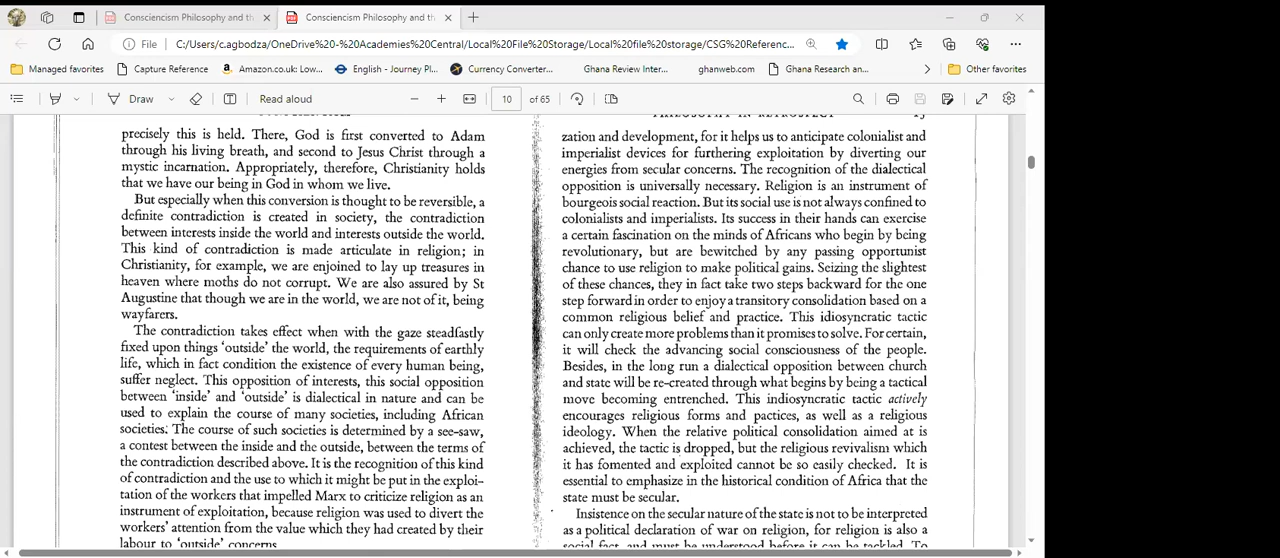 Consciencism Philosophy and th
Consciencism Philosophy and th
File
C:/Users/c.agbodza/OneDrive%20-%20Academies%20Central/Local%20File%20Storage/Local%20file%20storage/CSG%20Referenc...
Managed favorites
Capture Reference
Amazon.co.uk: Low...
English - Journey Pl...
Currency Converter...
Ghana Review Inter...
ghanweb.com
Ghana Research an...
Other favorites
Draw
Read aloud
10
of 65
PHILOSOPHY IN RETROSPECT
precisely this is held. There, God is first converted to Adam
through his living breath, and second to Jesus Christ through a
mystic incarnation. Appropriately, therefore, Christianity holds
that we have our being in God in whom we live.
But especially when this conversion is thought to be reversible, a
definite contradiction is created in society, the contradiction
between interests inside the world and interests outside the world.
This kind of contradiction is made articulate in religion; in
Christianity, for example, we are enjoined to lay up treasures in
heaven where moths do not corrupt. We are also assured by St
Augustine that though we are in the world, we are not of it, being
wayfarers.
The contradiction takes effect when with the gaze steadfastly
fixed upon things 'outside' the world, the requirements of earthly
life, which in fact condition the existence of every human being,
suffer neglect. This opposition of interests, this social opposition
between 'inside' and 'outside' is dialectical in nature and can be
used to explain the course of many societies, including African
societies. The course of such societies is determined by a see-saw,
a contest between the inside and the outside, between the terms of
the contradiction described above. It is the recognition of this kind
of contradiction and the use to which it might be put in the exploi-
tation of the workers that impelled Marx to criticize religion as an
instrument of exploitation, because religion was used to divert the
workers' attention from the value which they had created by their
labour to 'outside' concerns.
zation and development, for it helps us to anticipate colonialist and
imperialist devices for furthering exploitation by diverting our
energies from secular concerns. The recognition of the dialectical
opposition is universally necessary. Religion is an instrument of
bourgeois social reaction. But its social use is not always confined to
colonialists and imperialists. Its success in their hands can exercise
a certain fascination on the minds of Africans who begin by being
revolutionary, but are bewitched by any passing opportunist
chance to use religion to make political gains. Seizing the slightest
of these chances, they in fact take two steps backward for the one
step forward in order to enjoy a transitory consolidation based on a
common religious belief and practice. This idiosyncratic tactic
can only create more problems than it promises to solve. For certain,
it will check the advancing social consciousness of the people.
Besides, in the long run a dialectical opposition between church
and state will be re-created through what begins by being a tactical
move becoming entrenched. This indiosyncratic tactic actively
encourages religious forms and pactices, as well as a religious
ideology. When the relative political consolidation aimed at is
achieved, the tactic is dropped, but the religious revivalism which
it has fomented and exploited cannot be so easily checked. It is
essential to emphasize in the historical condition of Africa that the
state must be secular.
Insistence on the secular nature of the state is not to be interpreted
as a political declaration of war on religion, for religion is also a
social fact, and must be understood before it can be tackled. To